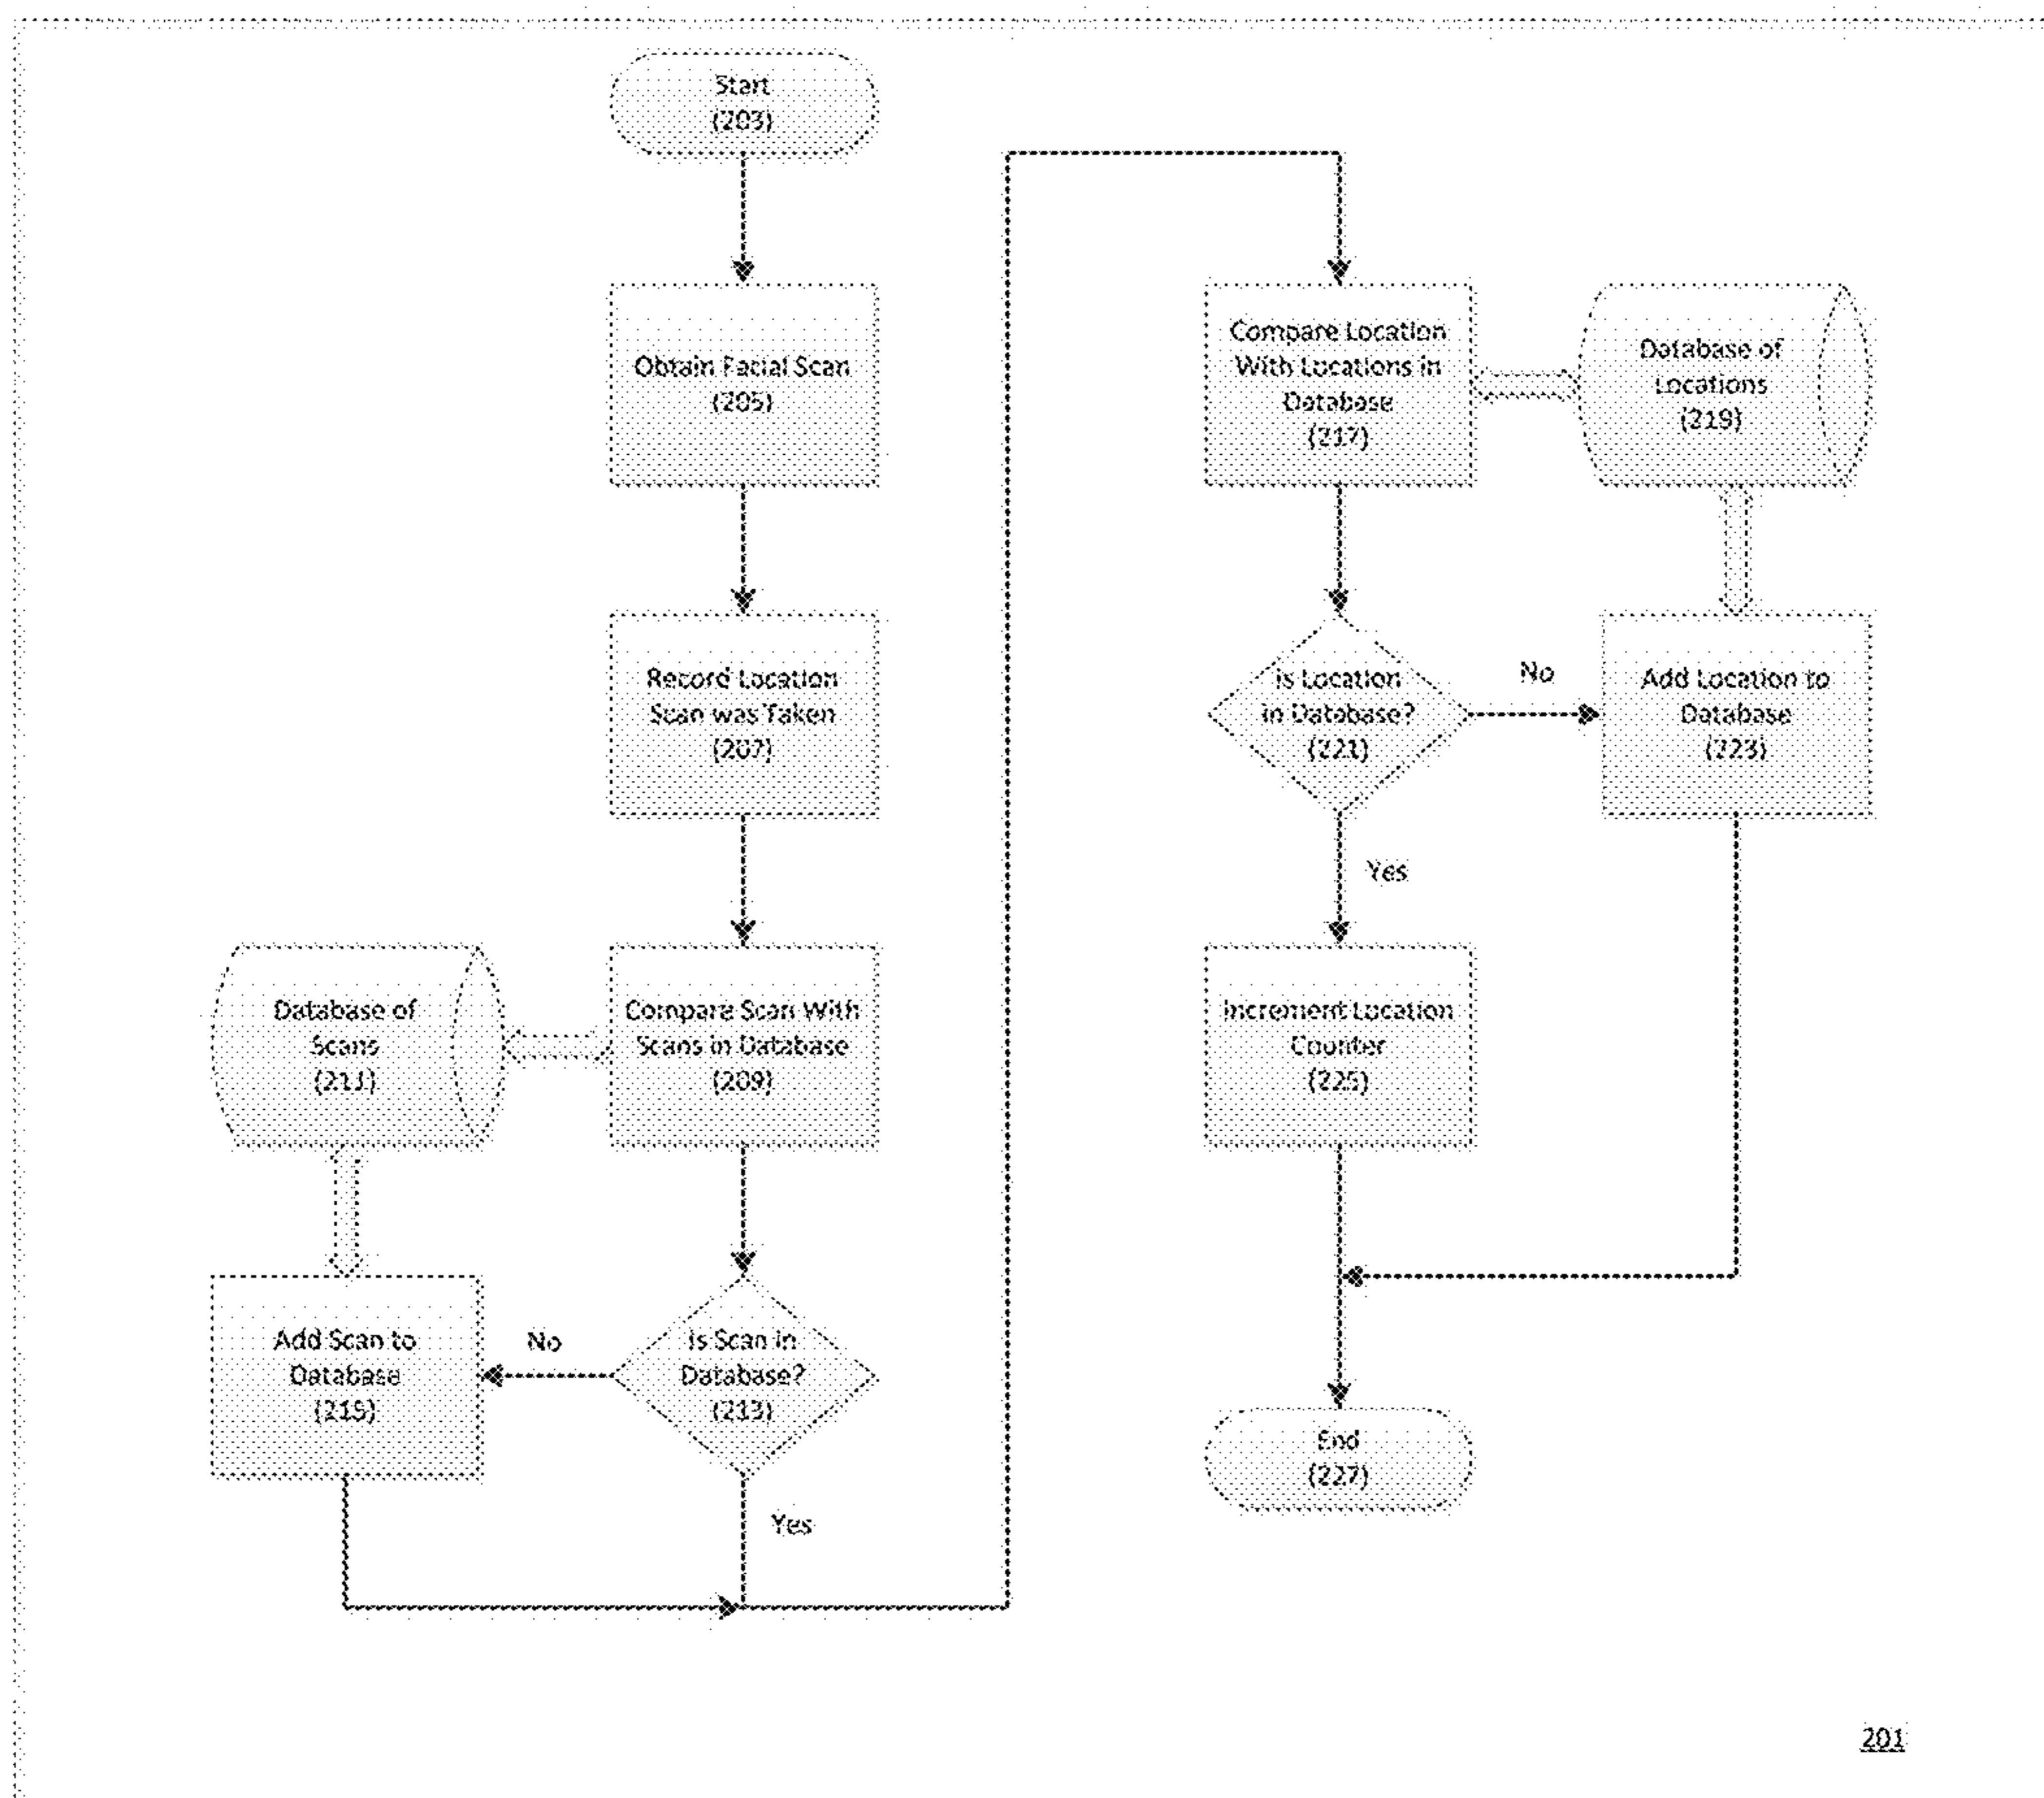 Start
(203)
Obtain Facial Scan
(205)
Record Location
Scan was Taken
(207)
Database of
Scans
(211)
Compare Scan With
Scans in Database
(209)
Add Scan to
Database
(215)
No
Is Scan in
Database?
(213)
Yes
Compare Location
With Locations in
Database
(217)
Database of
Locations
(219)
Is Location
in Database?
(221)
No
Add Location to
Database
(223)
Yes
Increment Location
Counter
(225)
End
(227)
201